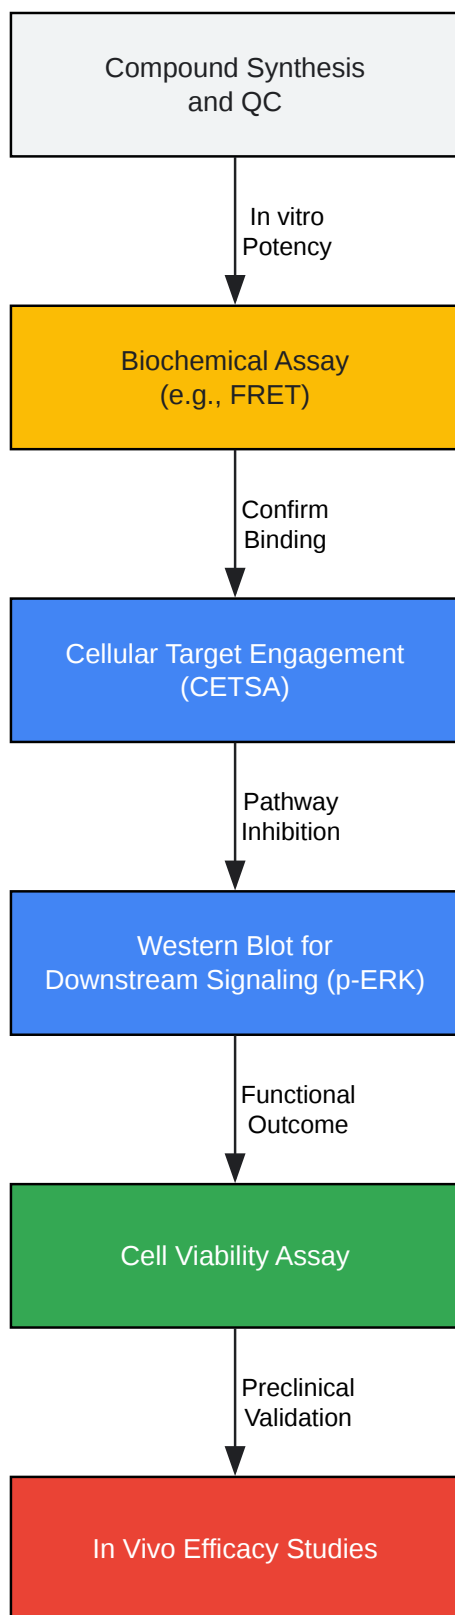 Compound Synthesis
and QC
In vitro
Potency
Biochemical Assay
(e.g., FRET)
Confirm
Binding
Cellular Target Engagement
(CETSA)
Pathway
Inhibition
Western Blot for
Downstream Signaling (p-ERK)
Functional
Outcome
Cell Viability Assay
Preclinical
Validation
In Vivo Efficacy Studies